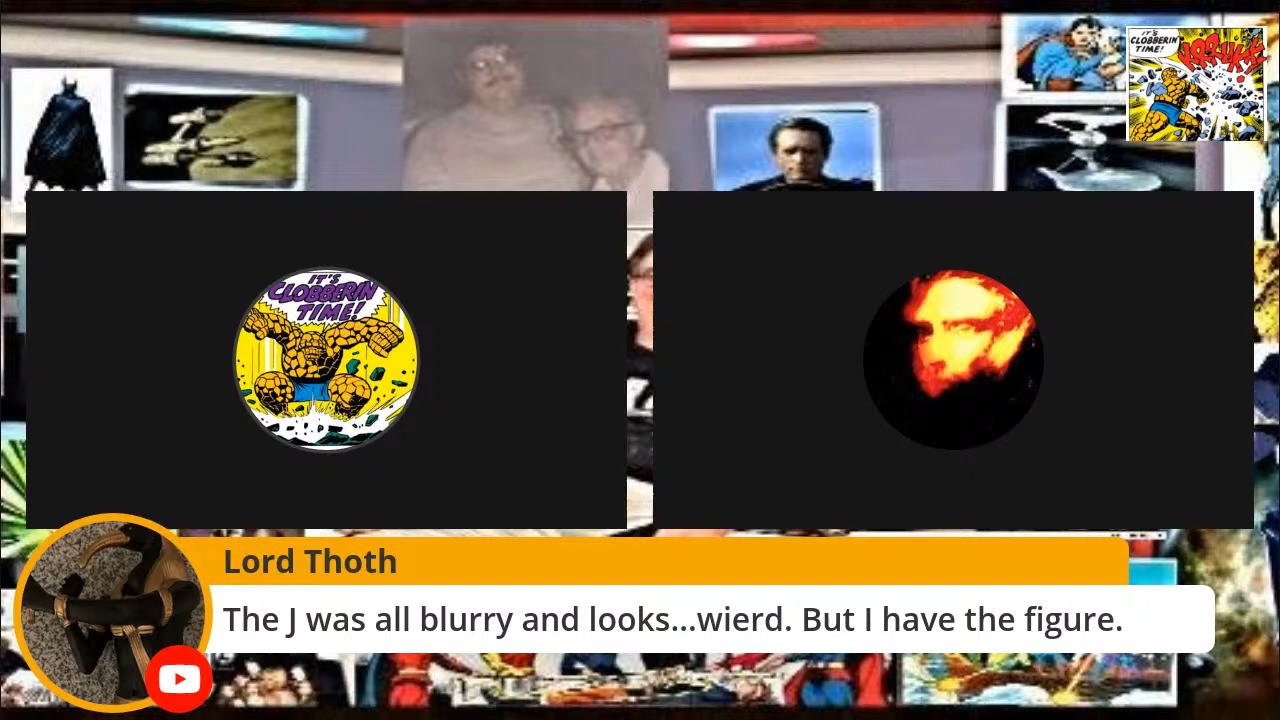 IT'S
CLOBBERIN'
TIME!
IT'S
CLOBBERIN
TIME!
Lord Thoth
The J was all blurry and looks...wierd. But I have the figure.